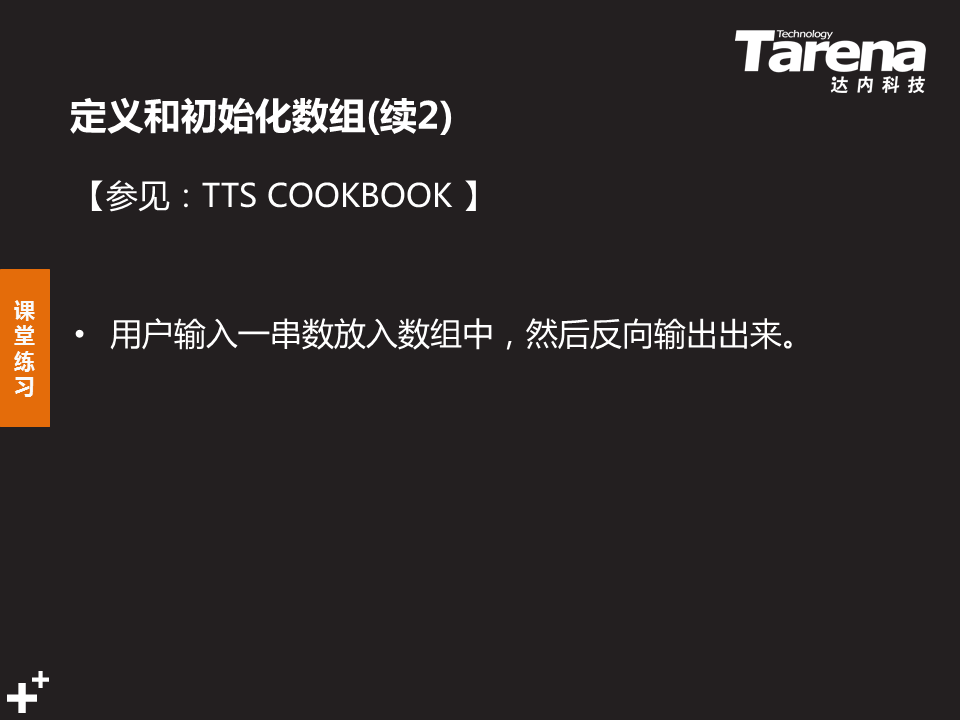 Technology
Tarena
达内科技
定义和初始化数组(续2)
【参见：TTS COOKBOOK 】
课
堂
练
习
• 用户输入一串数放入数组中，然后反向输出出来。